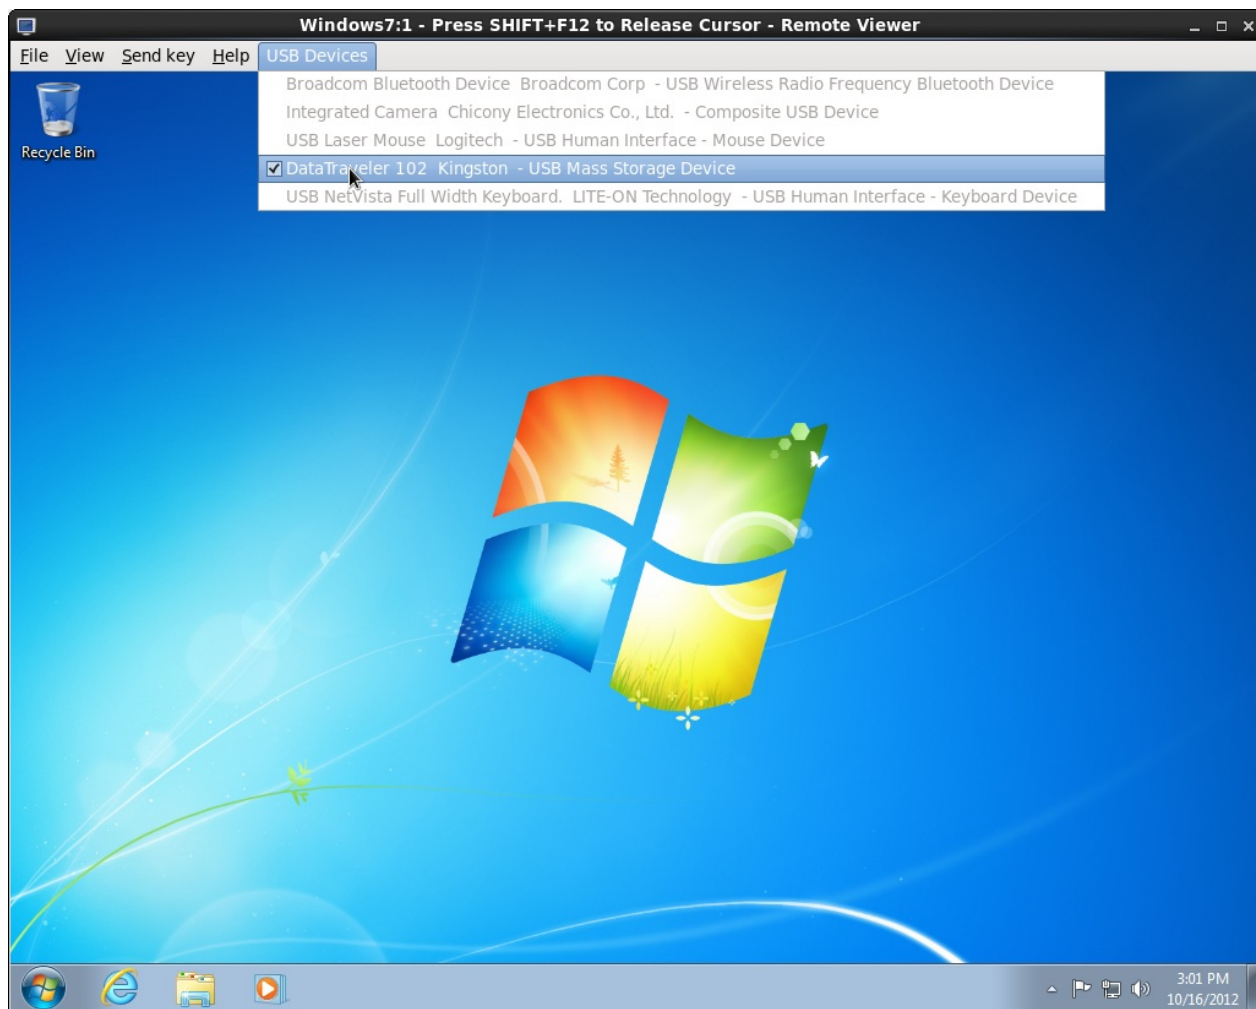 Windows7:1 - Press SHIFT+F12 to Release Cursor - Remote Viewer
File View Send key Help USB Devices
Broadcom Bluetooth Device Broadcom Corp - USB Wireless Radio Frequency Bluetooth Device
Integrated Camera Chicony Electronics Co., Ltd. - Composite USB Device
USB Laser Mouse Logitech - USB Human Interface - Mouse Device
DataTraveler 102 Kingston - USB Mass Storage Device
USB NetVista Full Width Keyboard. LITE-ON Technology - USB Human Interface - Keyboard Device
Recycle Bin
3:01 PM
10/16/2012